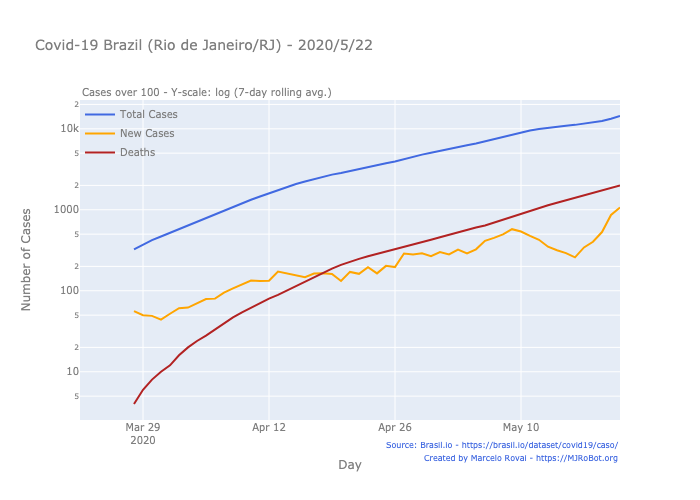 Covid-19 Brazil (Rio de Janeiro/RJ) - 2020/5/22
Cases over 100 - Y-scale: log (7-day rolling avg.)
Total Cases
New Cases
Deaths
2
10k
5
2
1000
5
2
100
5
2
10
5
Number of Cases
Mar 29
2020
Apr 12
Apr 26
May 10
Day
Source: Brasil.io - https://brasil.io/dataset/covid19/caso/
Created by Marcelo Rovai - https://MJRoBot.org